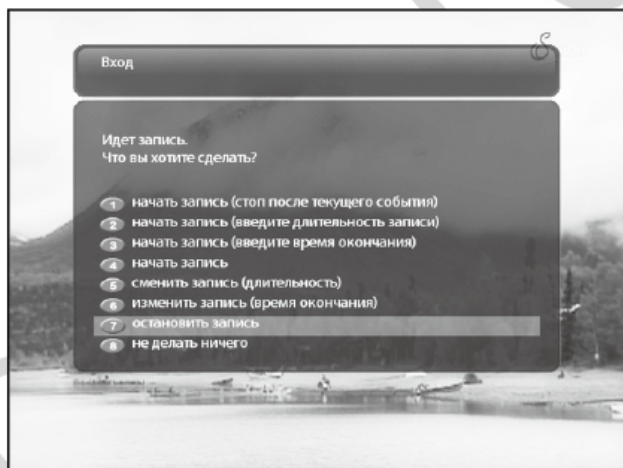 Вход
Идет запись.
Что вы хотите сделать?
1 начать запись (стоп после текущего события)
2 начать запись (введите длительность записи)
3 начать запись (введите время окончания)
4 начать запись
5 сменить запись (длительность)
6 изменить запись (время окончания)
7 остановить запись
8 не делать ничего